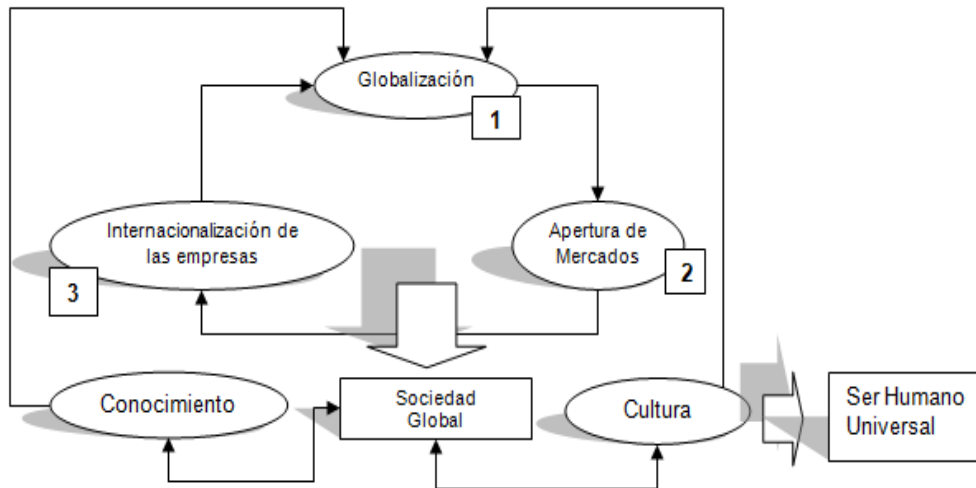 Globalización
1
Internacionalización de
las empresas
3
Apertura de
Mercados
2
Conocimiento
Sociedad
Global
Cultura
Ser Humano
Universal